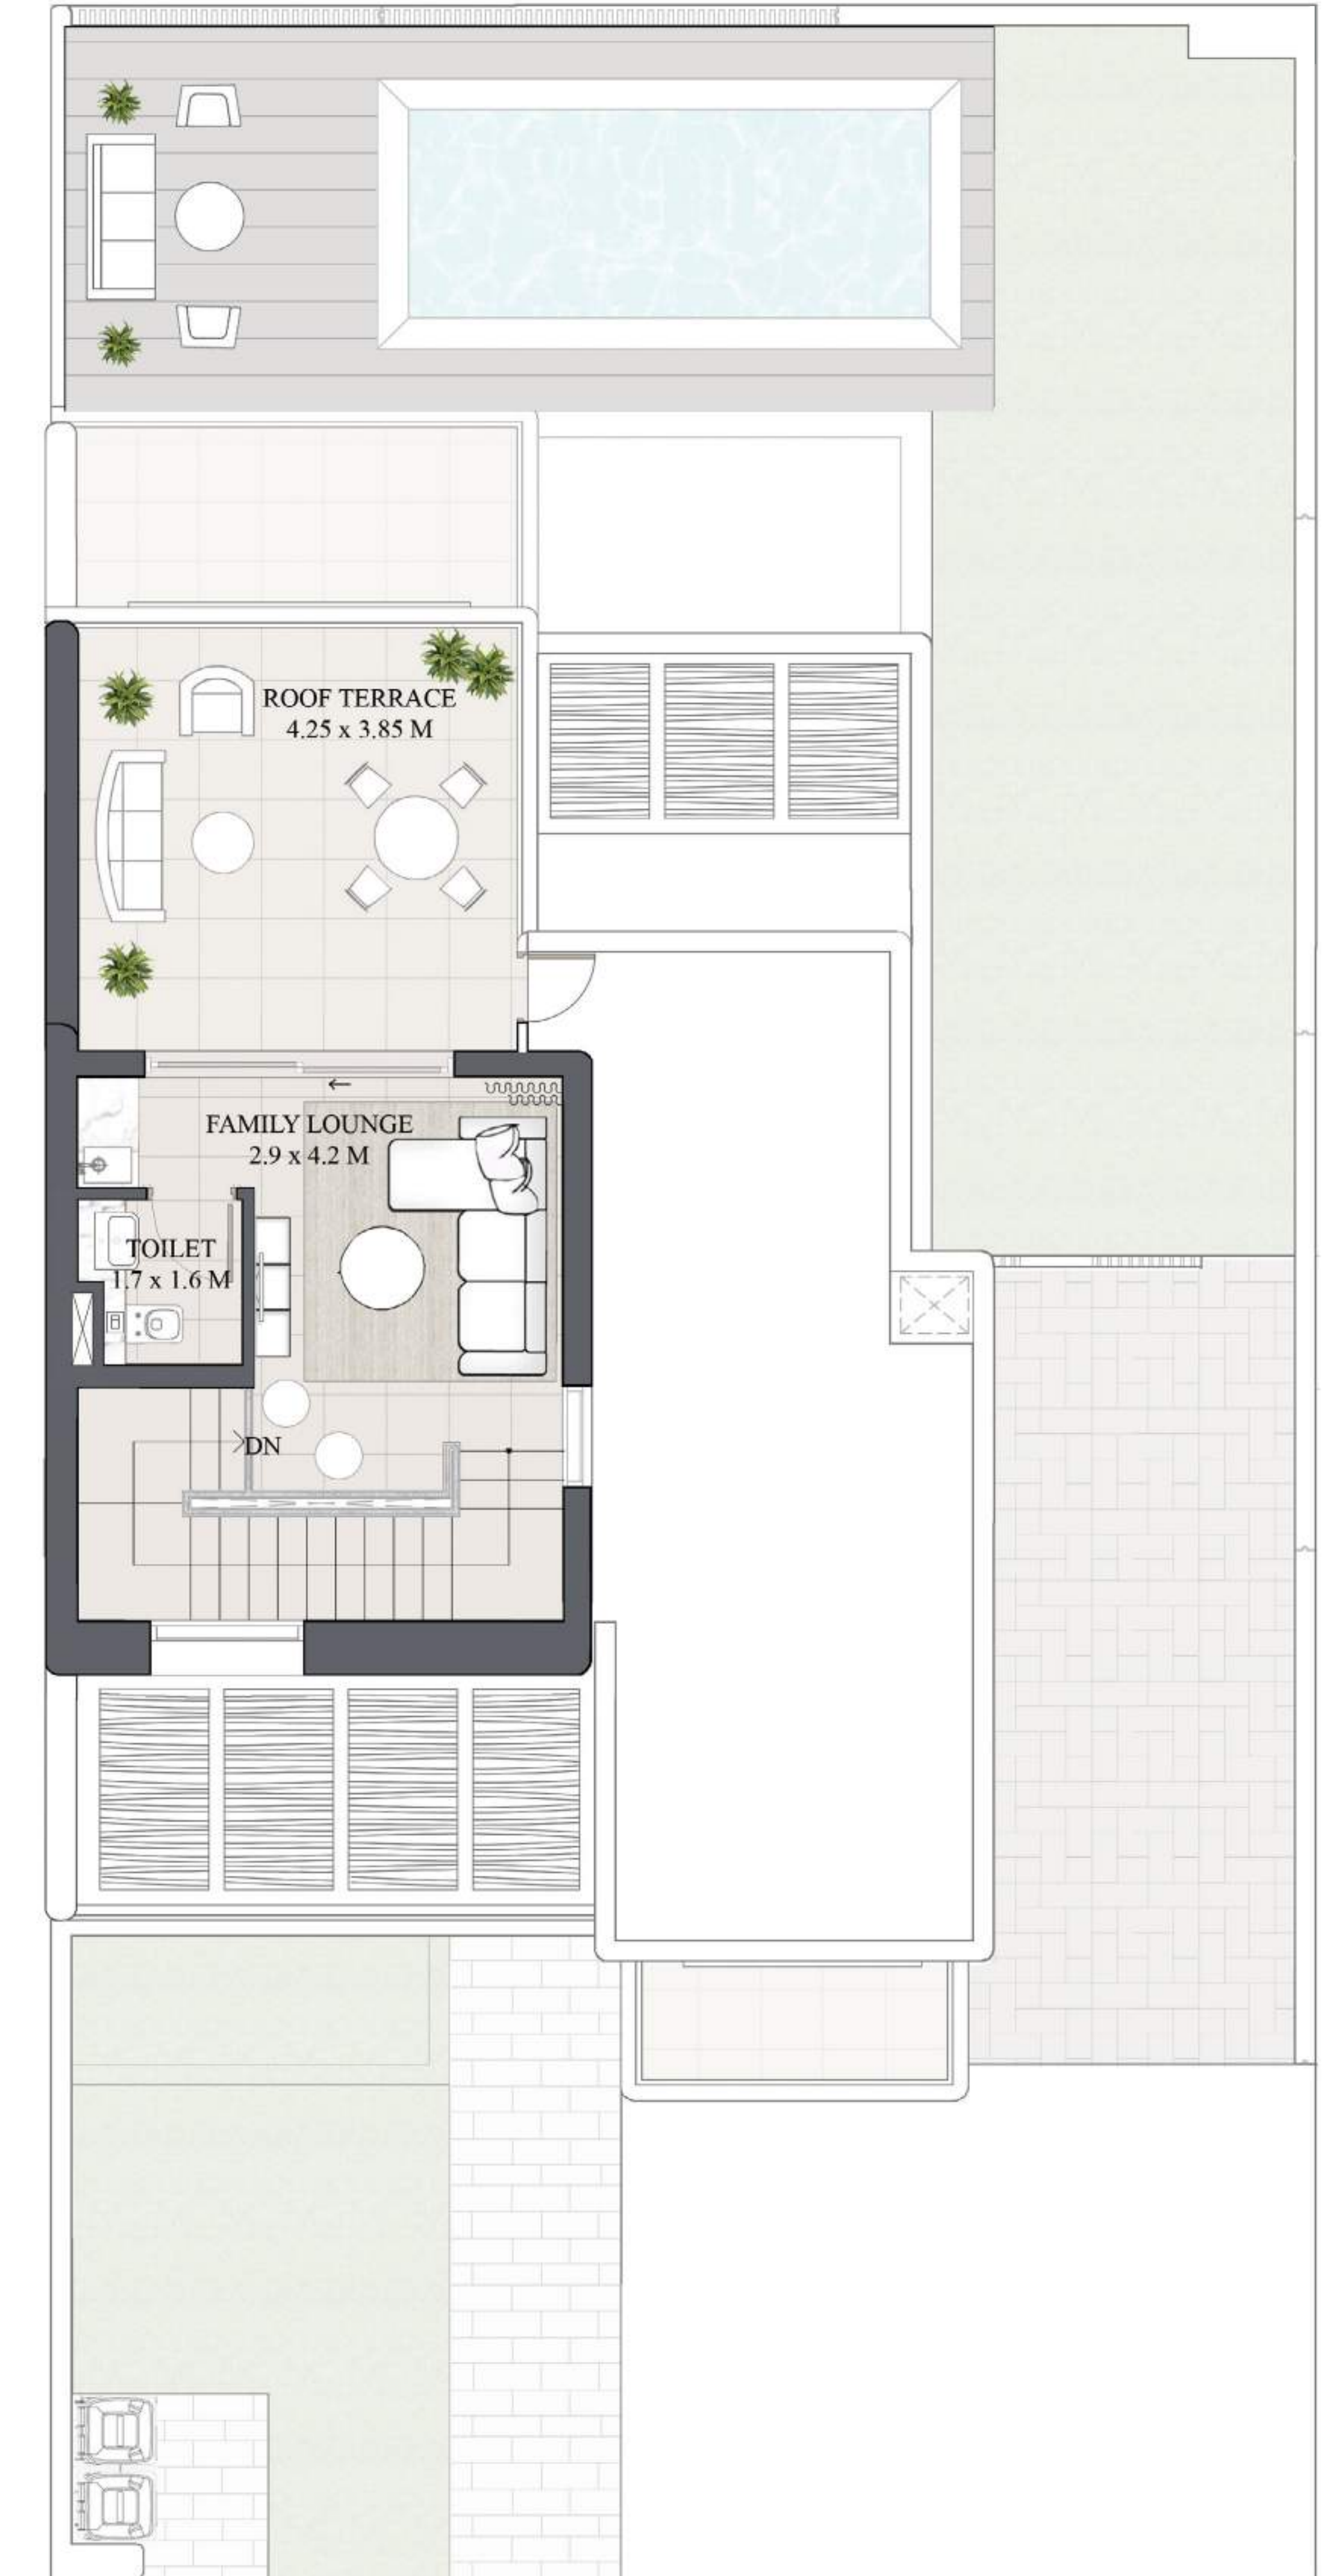 ROOF TERRACE
4.25 x 3.85 M
FAMILY LOUNGE
2.9 x 4.2 M
TOILET
1.7 x 1.6 M
DN